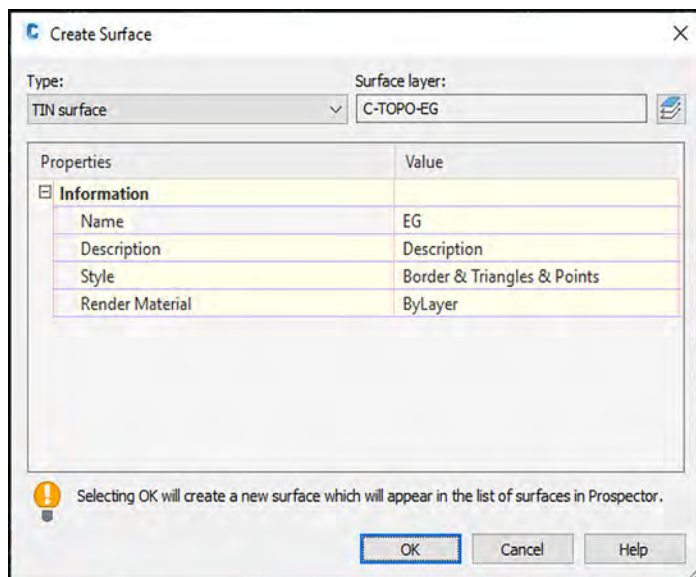 Create Surface
Type:
Surface layer:
TIN surface
C-TOPO-EG
Properties
Value
Information
Name
EG
Description
Description
Style
Border & Triangles & Points
Render Material
ByLayer
Selecting OK will create a new surface which will appear in the list of surfaces in Prospector.
OK
Cancel
Help